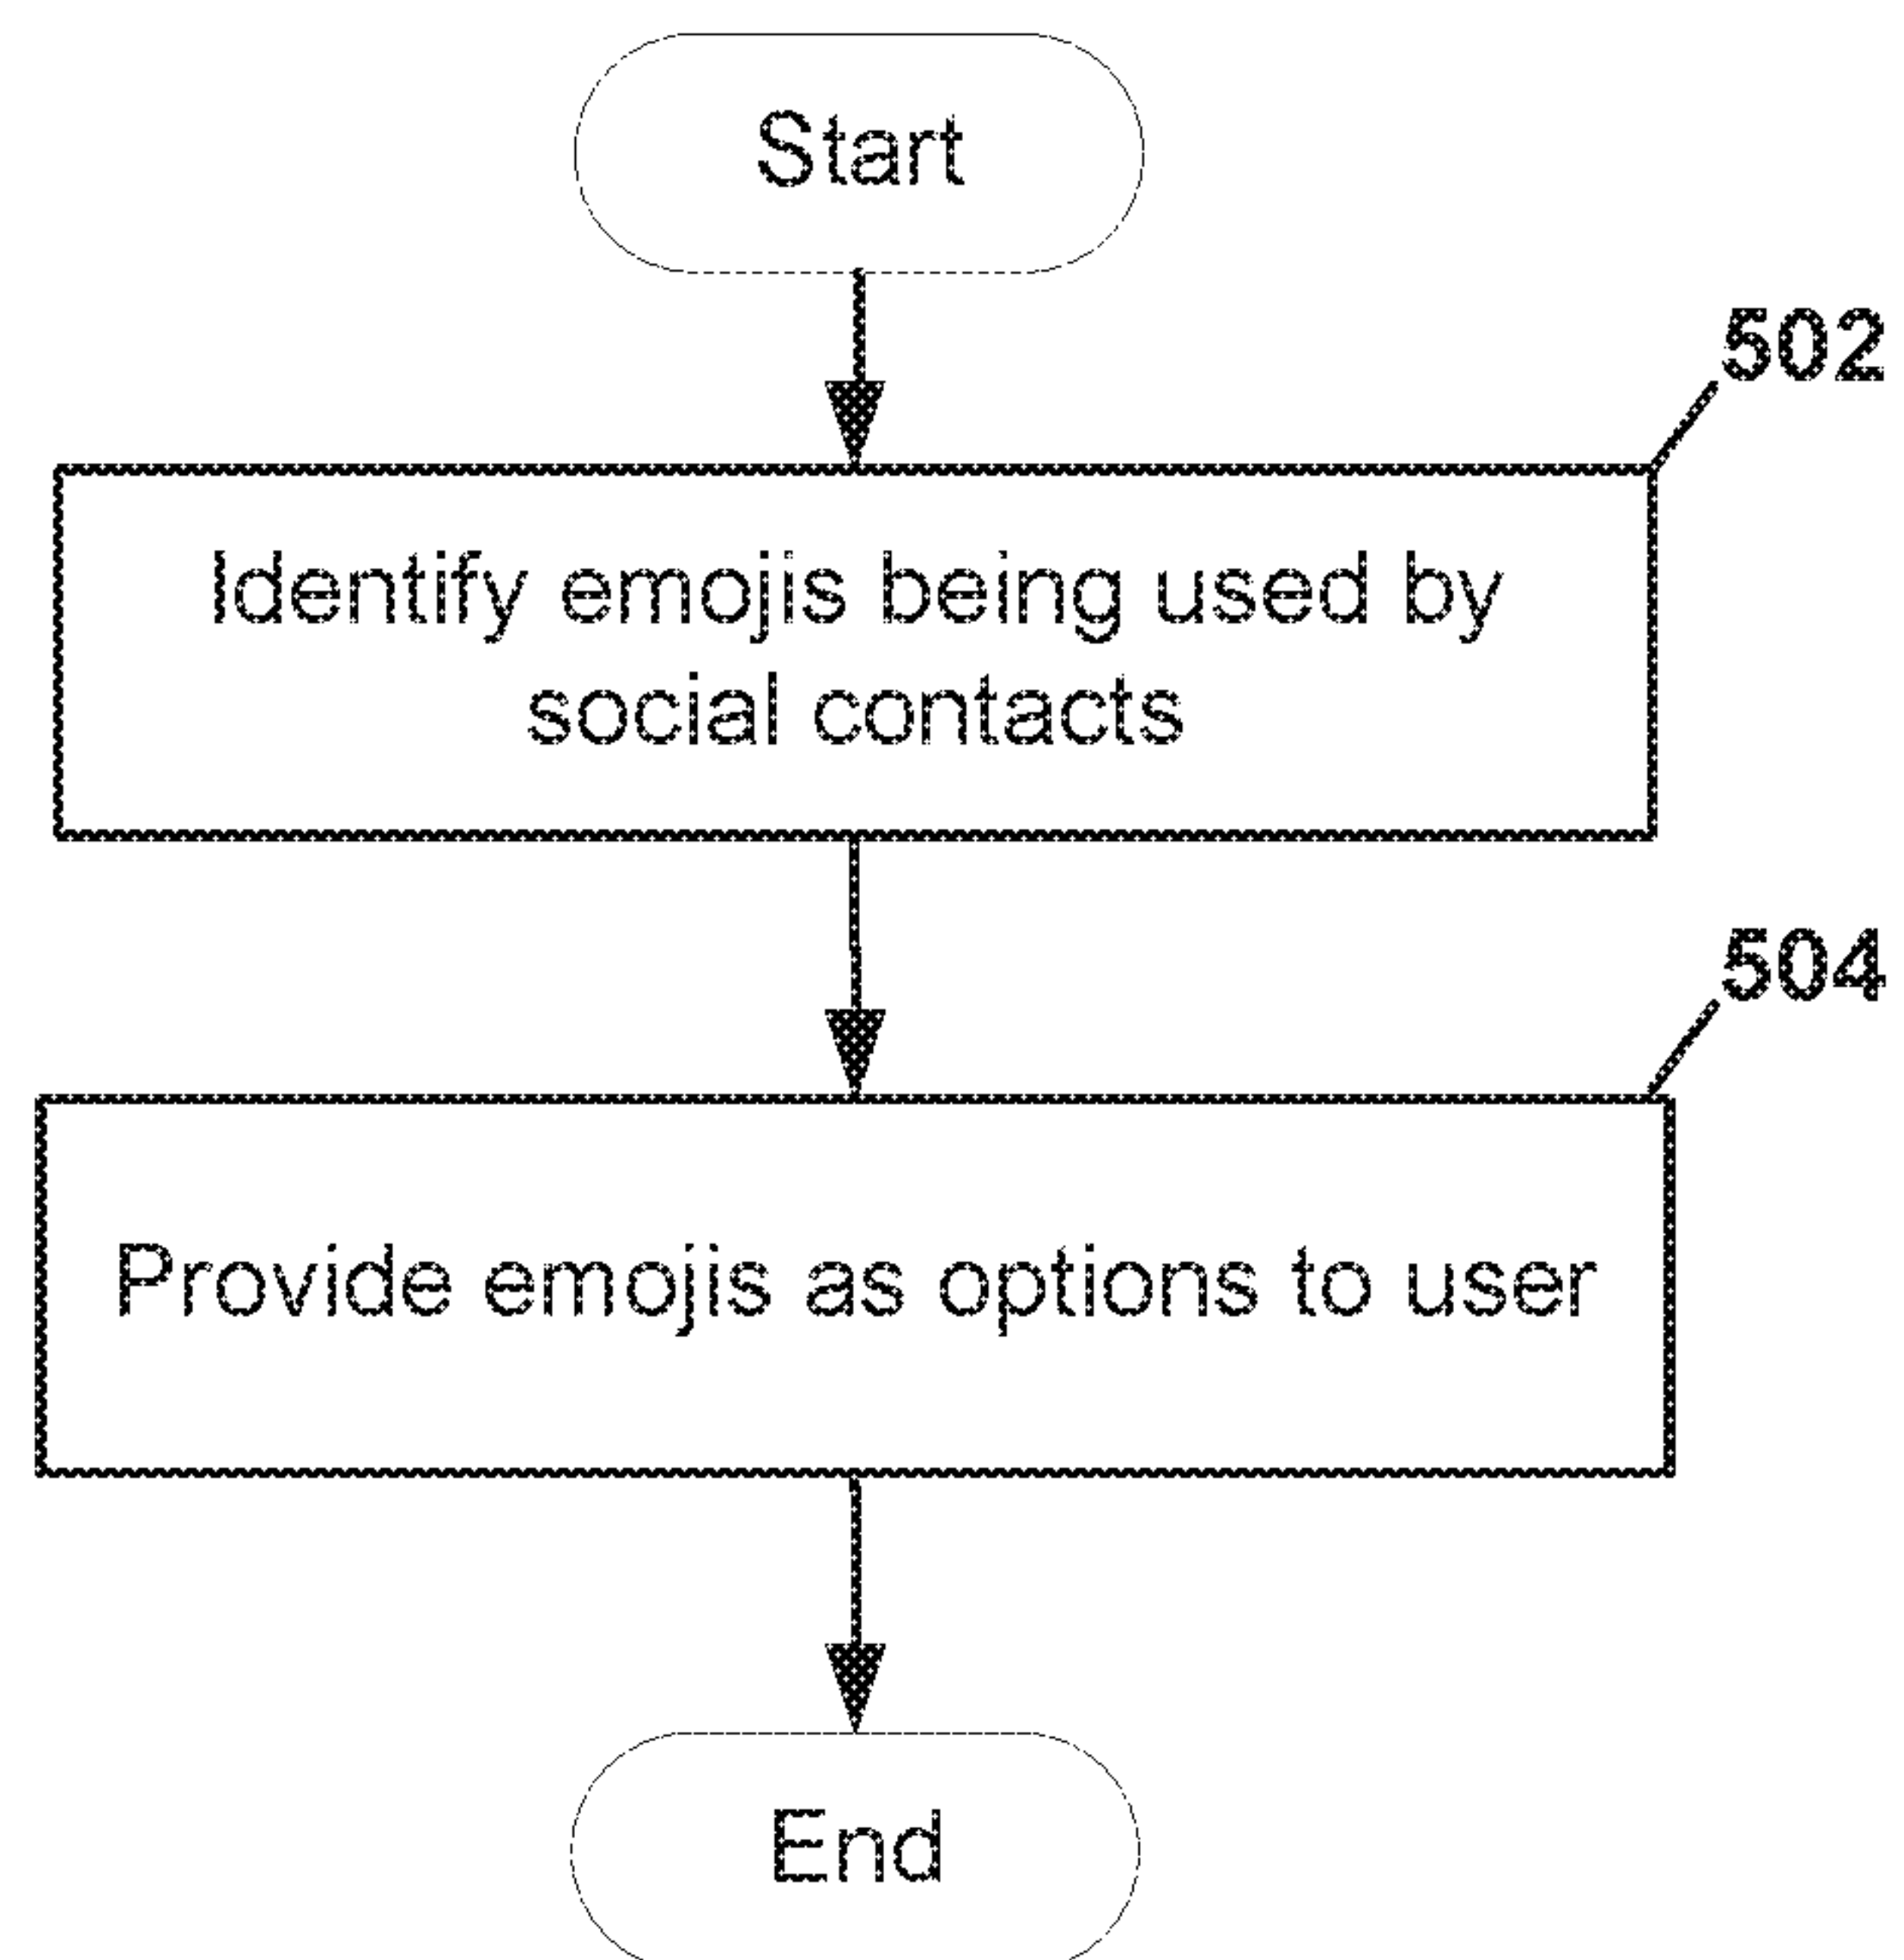 Start
502
Identify emojis being used by
social contacts
504
Provide emojis as options to user
End